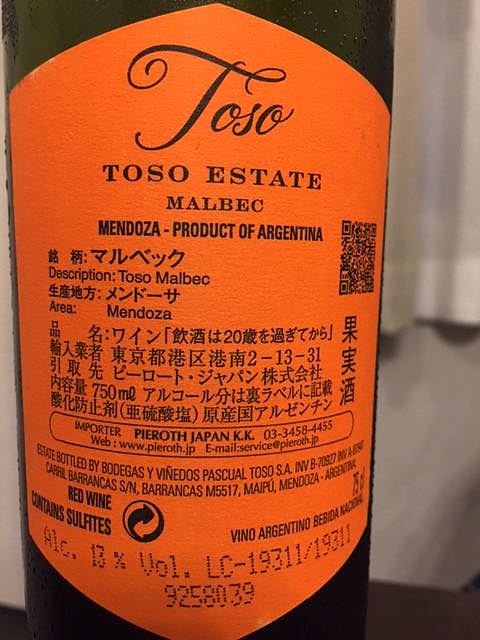 Toso
TOSO ESTATE
MALBEC
MENDOZA - PRODUCT OF ARGENTINA
銘 柄: マルベック
Description: Toso Malbec
生産地方: メンドーサ
Area: Mendoza
品 名:ワイン「飲酒は20歳を過ぎてから」
輸入業者 東京都港区港南2-13-31
引 取 先 ピーロート・ジャパン株式会社
内容量 750ml アルコール分は裏ラベルに記載
酸化防止剤(亜硫酸塩) 原産国アルゼンチン
果実酒
IMPORTER PIEROTH JAPAN K.K. 03-3458-4455
Web : www.pieroth.jp E-mail:service@pieroth.jp
ESTATE BOTTLED BY BODEGAS Y VIÑEDOS PASCUAL TOSO S.A. INV B-70927 INV
CARRIL BARRANCAS S/N, BARRANCAS M5517, MAIPÚ, MENDOZA - ARGENTINA
75 cl
RED WINE
CONTAINS SULFITES
VINO ARGENTINO BEBIDA NACIONAL
Alc. 13 % Vol. LC-19311/19311
9258039